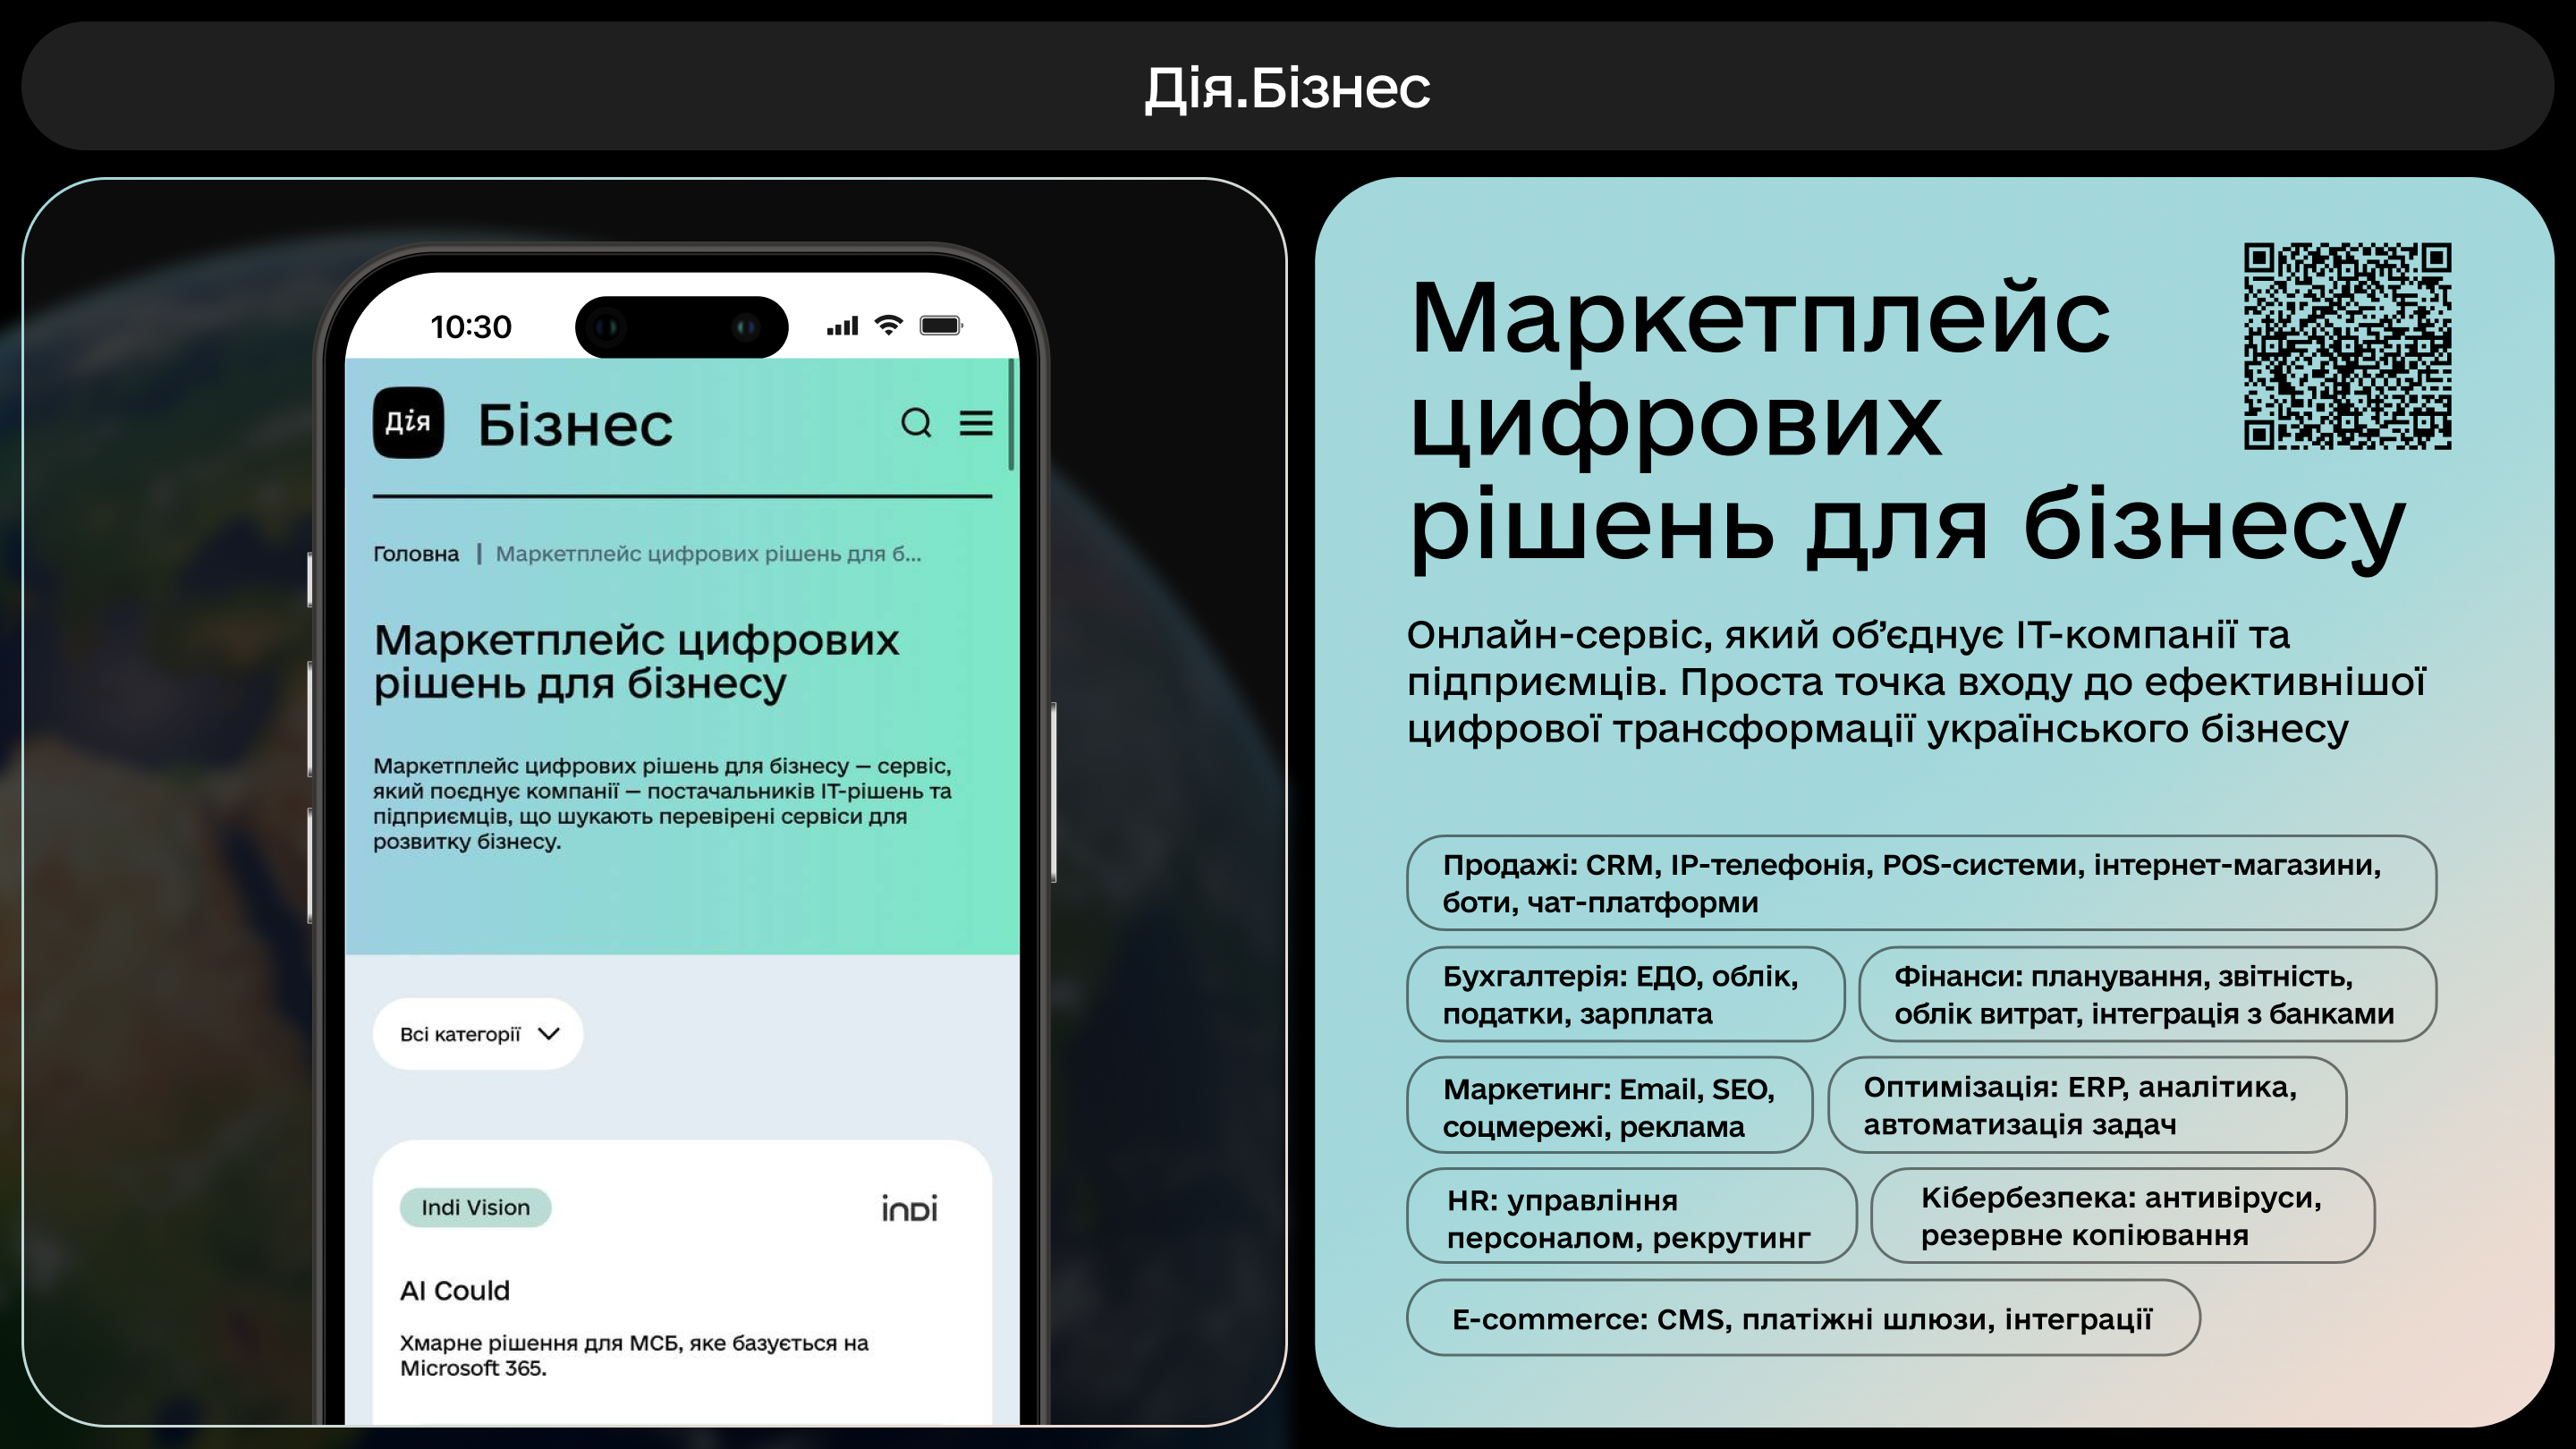 Дія.Бізнес
10:30
Дія Бізнес
Головна | Маркетплейс цифрових рішень для б...
Маркетплейс цифрових
рішень для бізнесу
Маркетплейс цифрових рішень для бізнесу — сервіс,
який поєднує компанії — постачальників ІТ-рішень та
підприємців, що шукають перевірені сервіси для
розвитку бізнесу.
Всі категорії
Indi Vision
indi
AI Could
Хмарне рішення для МСБ, яке базується на
Microsoft 365.
Маркетплейс
цифрових
рішень для бізнесу
Онлайн-сервіс, який об’єднує ІТ-компанії та
підприємців. Проста точка входу до ефективнішої
цифрової трансформації українського бізнесу
Продажі: CRM, IP-телефонія, POS-системи, інтернет-магазини,
боти, чат-платформи
Бухгалтерія: ЕДО, облік,
податки, зарплата
Фінанси: планування, звітність,
облік витрат, інтеграція з банками
Маркетинг: Email, SEO,
соцмережі, реклама
Оптимізація: ERP, аналітика,
автоматизація задач
HR: управління
персоналом, рекрутинг
Кібербезпека: антивіруси,
резервне копіювання
E-commerce: CMS, платіжні шлюзи, інтеграції